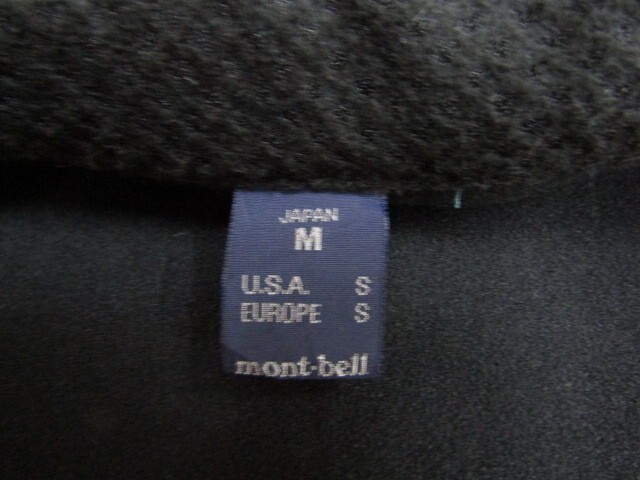 JAPAN
M
U.S.A. S
EUROPE S
mont-bell